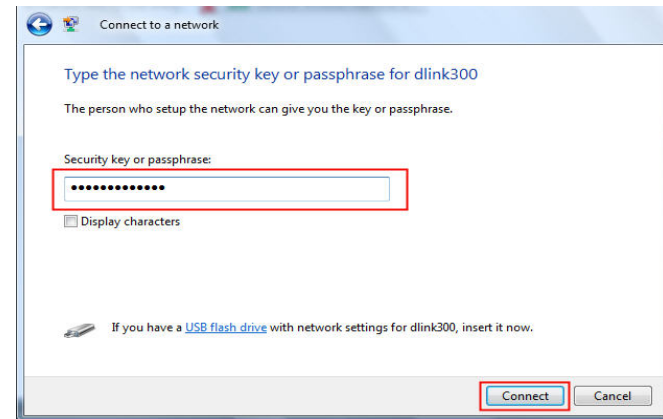 Connect to a network
Type the network security key or passphrase for dlink300
The person who setup the network can give you the key or passphrase.
Security key or passphrase:
•••••••••••••
Display characters
If you have a USB flash drive with network settings for dlink300, insert it now.
Connect Cancel